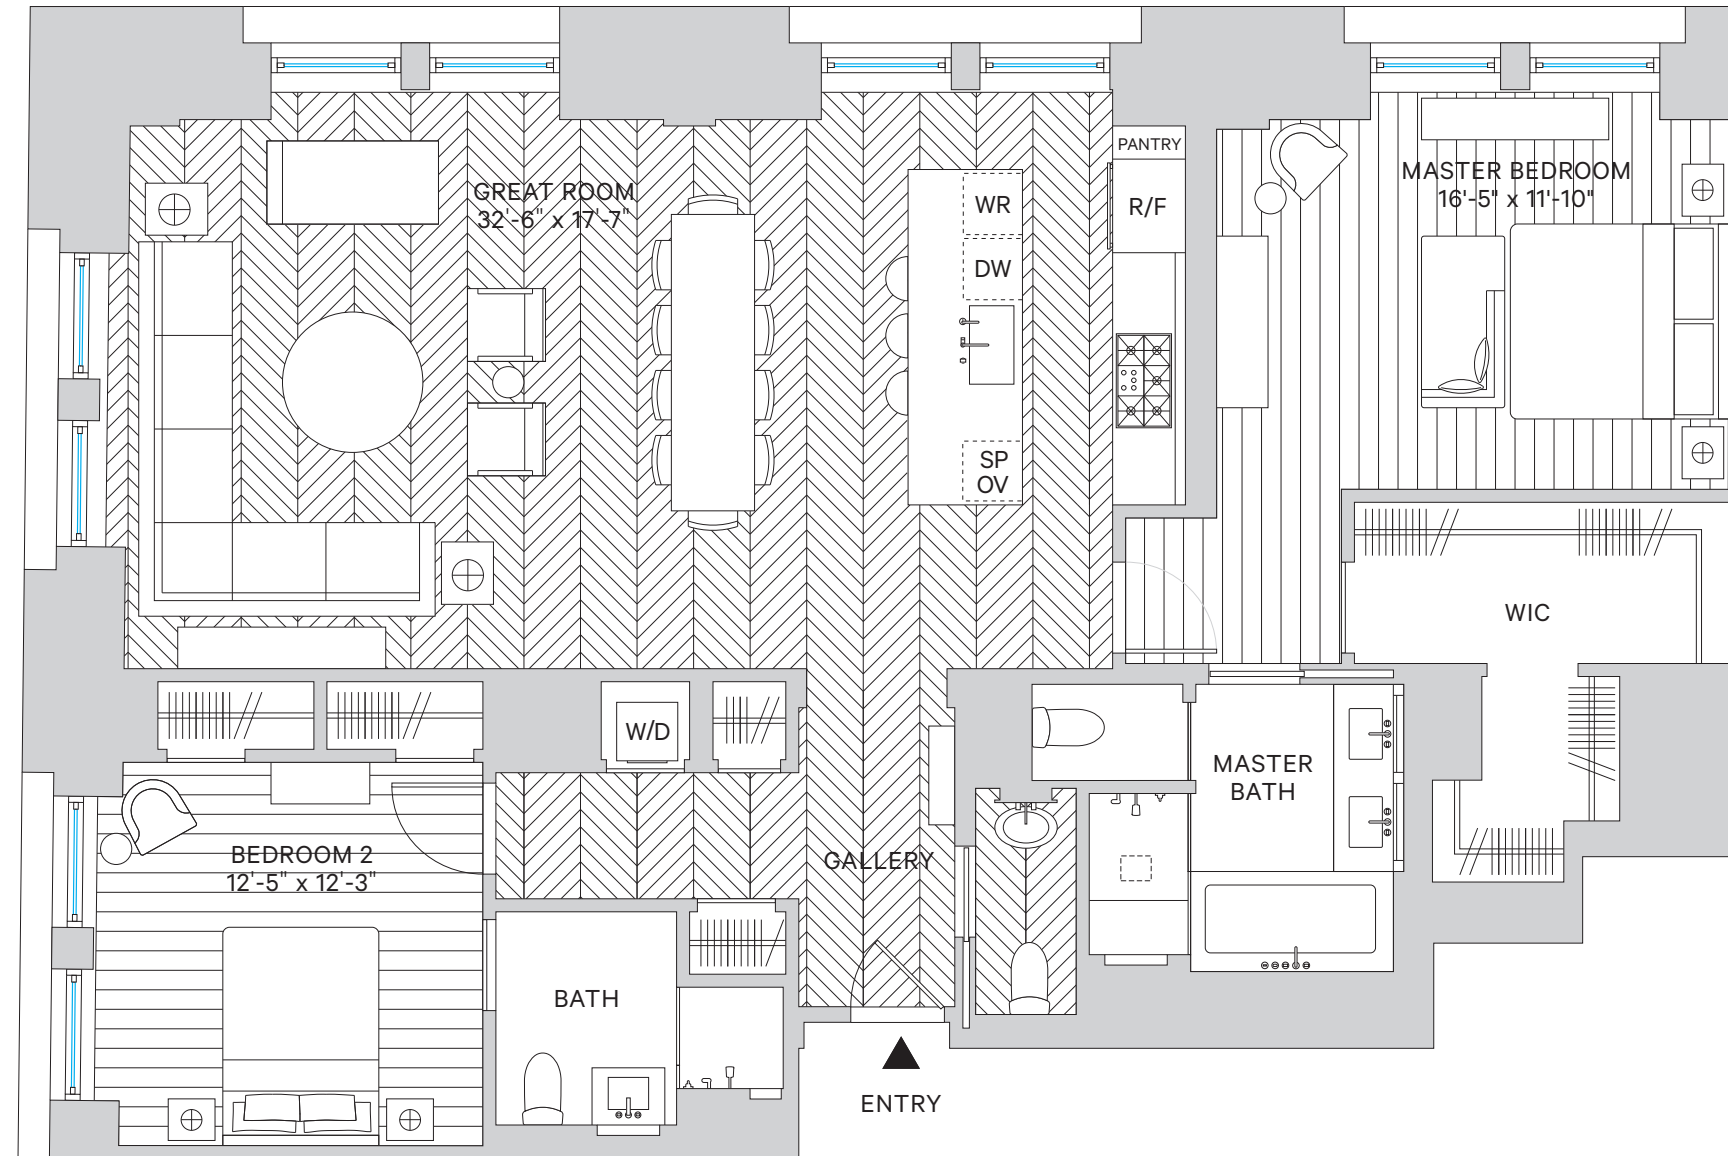 PANTRY
GREAT ROOM
32'-6" x 17'-7"
MASTER BEDROOM
16'-5" x 11'-10"
WR
R/F
DW
SP
OV
WIC
W/D
MASTER
BATH
BEDROOM 2
12'-5" x 12'-3"
GALLERY
BATH
ENTRY